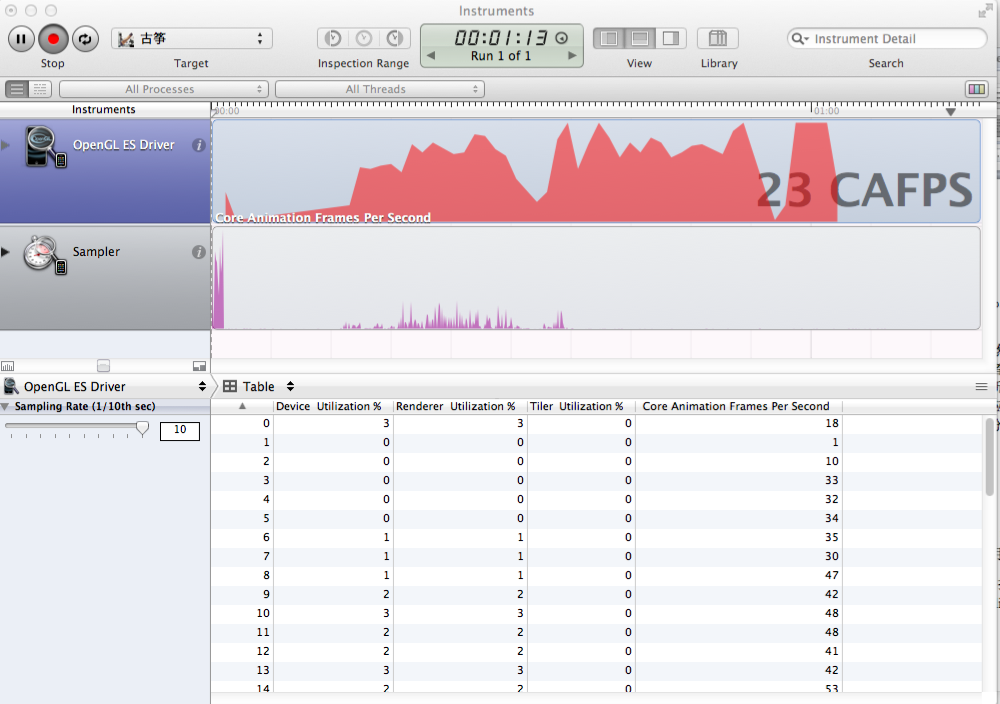 Instruments
古筝
00:01:13
Run 1 of 1
Instrument Detail
Stop
Target
Inspection Range
View
Library
Search
All Processes
All Threads
Instruments
00:00
01:00
OpenGL ES Driver
23 CAFPS
Core Animation Frames Per Second
Sampler
OpenGL ES Driver
Table
Sampling Rate (1/10th sec)
10
Device Utilization % Renderer Utilization % Tiler Utilization % Core Animation Frames Per Second
0 3 3 0 18
1 0 0 0 1
2 0 0 0 10
3 0 0 0 33
4 0 0 0 32
5 0 0 0 34
6 1 1 0 35
7 1 1 0 30
8 1 1 0 47
9 2 2 0 42
10 3 3 0 48
11 2 2 0 48
12 2 2 0 41
13 3 3 0 42
14 2 2 0 53